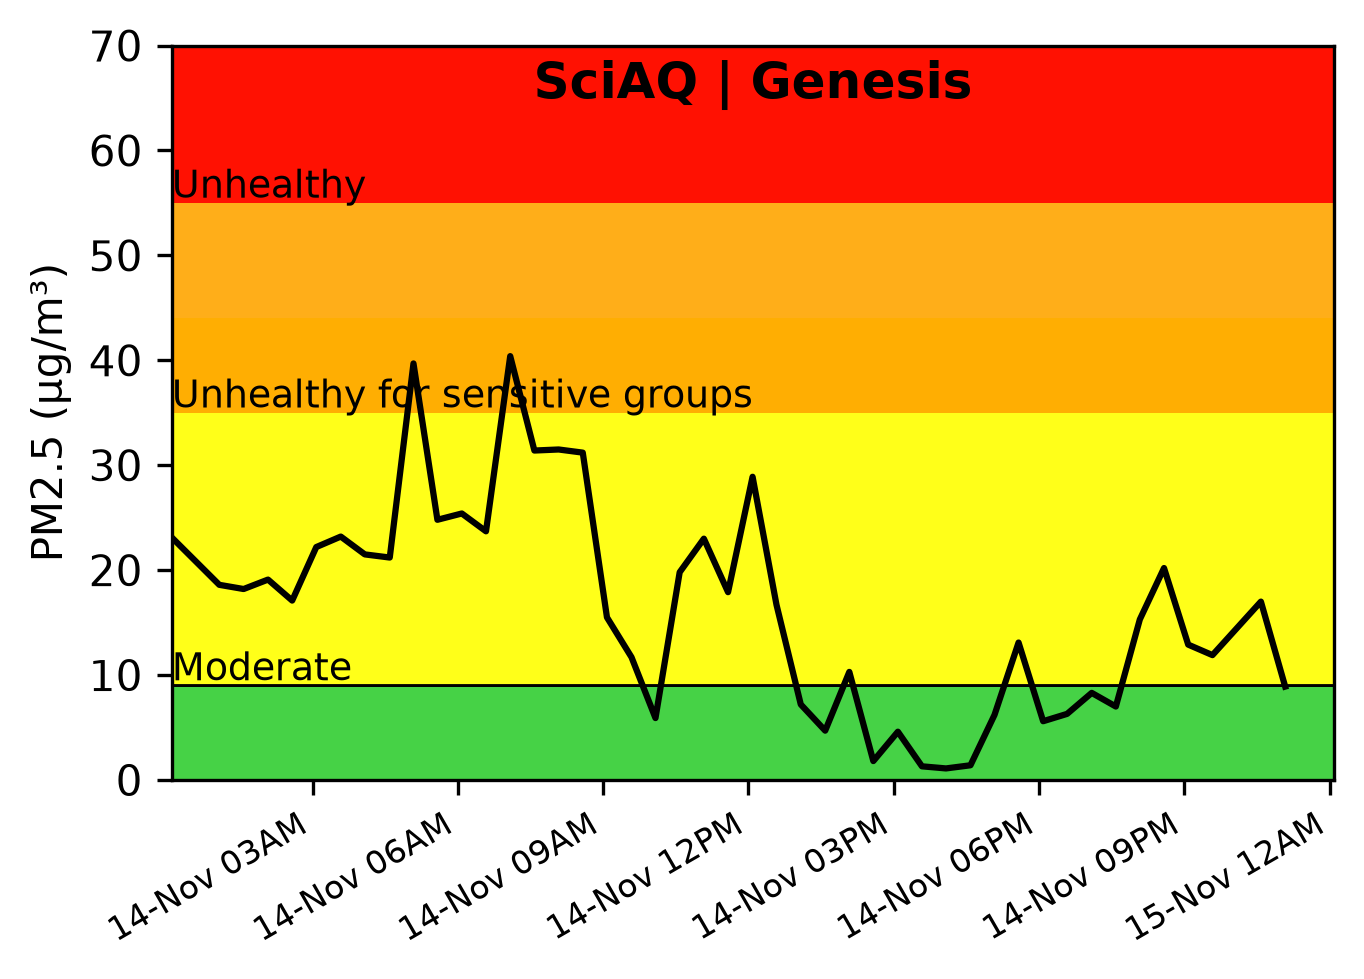 SciAQ | Genesis
PM2.5 (µg/m³)
70
60
50
40
30
20
10
0
Unhealthy
Unhealthy for sensitive groups
Moderate
14-Nov 03AM
14-Nov 06AM
14-Nov 09AM
14-Nov 12PM
14-Nov 03PM
14-Nov 06PM
14-Nov 09PM
15-Nov 12AM